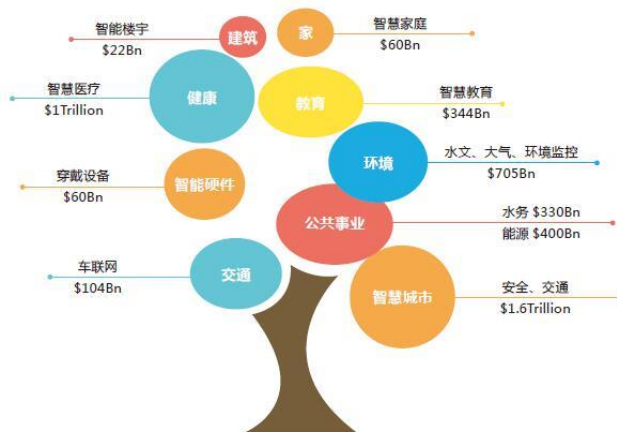 智能楼宇
$22Bn
建筑
家
智慧家庭
$60Bn
智慧医疗
$1Trillion
健康
教育
智慧教育
$344Bn
环境
水文、大气、环境监控
$705Bn
穿戴设备
$60Bn
智能硬件
公共事业
水务 $330Bn
能源 $400Bn
车联网
$104Bn
交通
智慧城市
安全、交通
$1.6Trillion